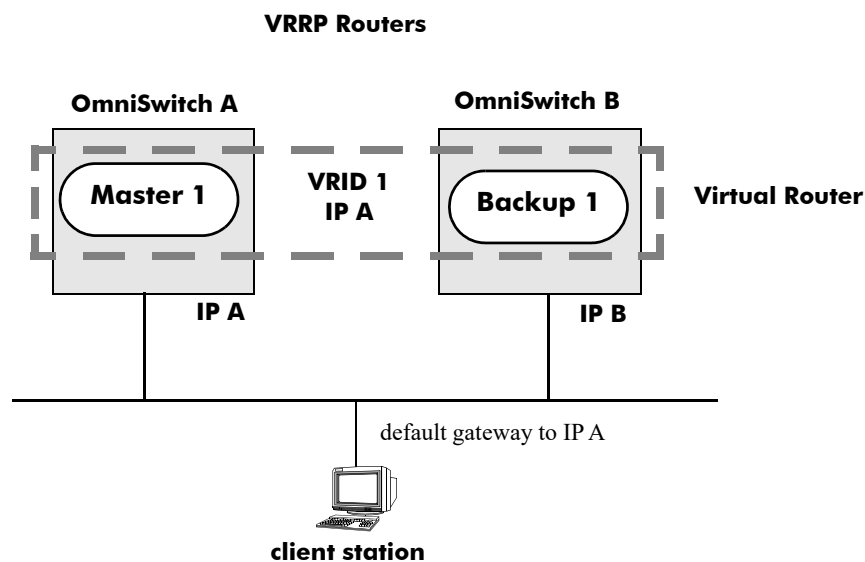 VRRP Routers
OmniSwitch A
OmniSwitch B
Master 1
VRID 1
IP A
Backup 1
Virtual Router
IP A
IP B
default gateway to IP A
client station